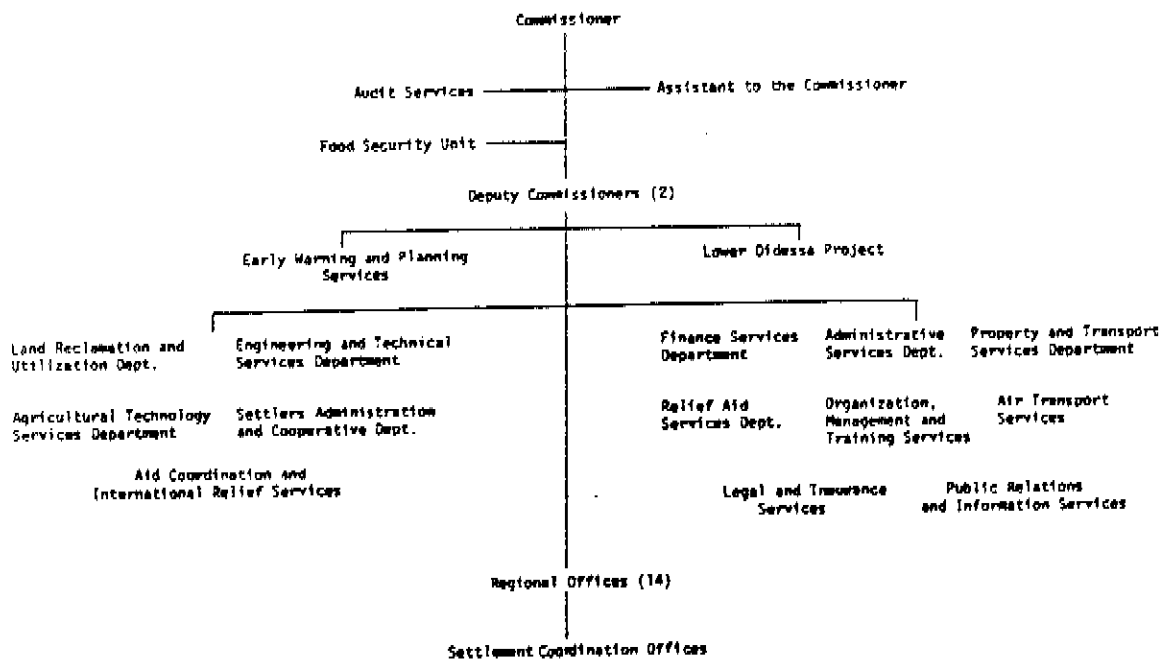 Commissioner
Audit Services
Assistant to the Commissioner
Food Security Unit
Deputy Commissioners (2)
Early Warning and Planning
Services
Lower Didessa Project
Land Reclamation and
Utilization Dept.
Engineering and Technical
Services Department
Finance Services
Department
Administrative
Services Dept.
Property and Transport
Services Department
Agricultural Technology
Services Department
Settlers Administration
and Cooperative Dept.
Relief Aid
Services Dept.
Organization,
Management and
Training Services
Air Transport
Services
Aid Coordination and
International Relief Services
Legal and Insurance
Services
Public Relations
and Information Services
Regional Offices (14)
Settlement Coordination Offices